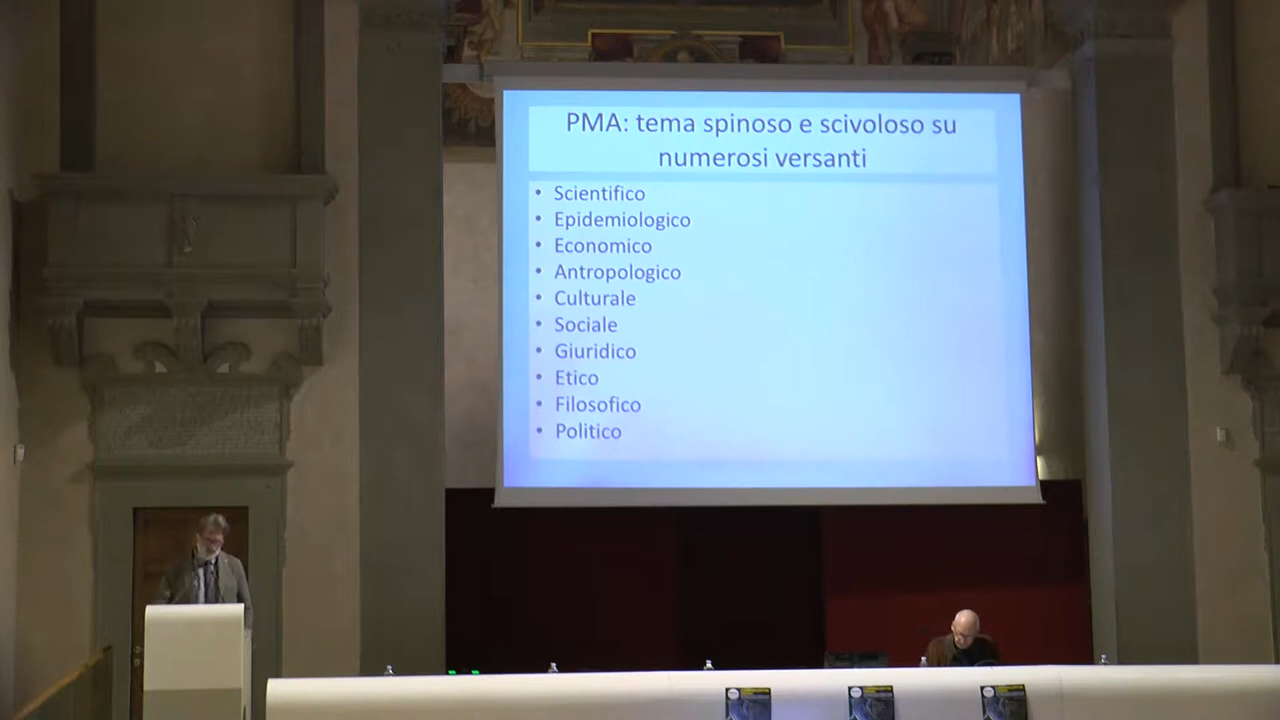 PMA: tema spinoso e scivoloso su
numerosi versanti
• Scientifico
• Epidemiologico
• Economico
• Antropologico
• Culturale
• Sociale
• Giuridico
• Etico
• Filosofico
• Politico